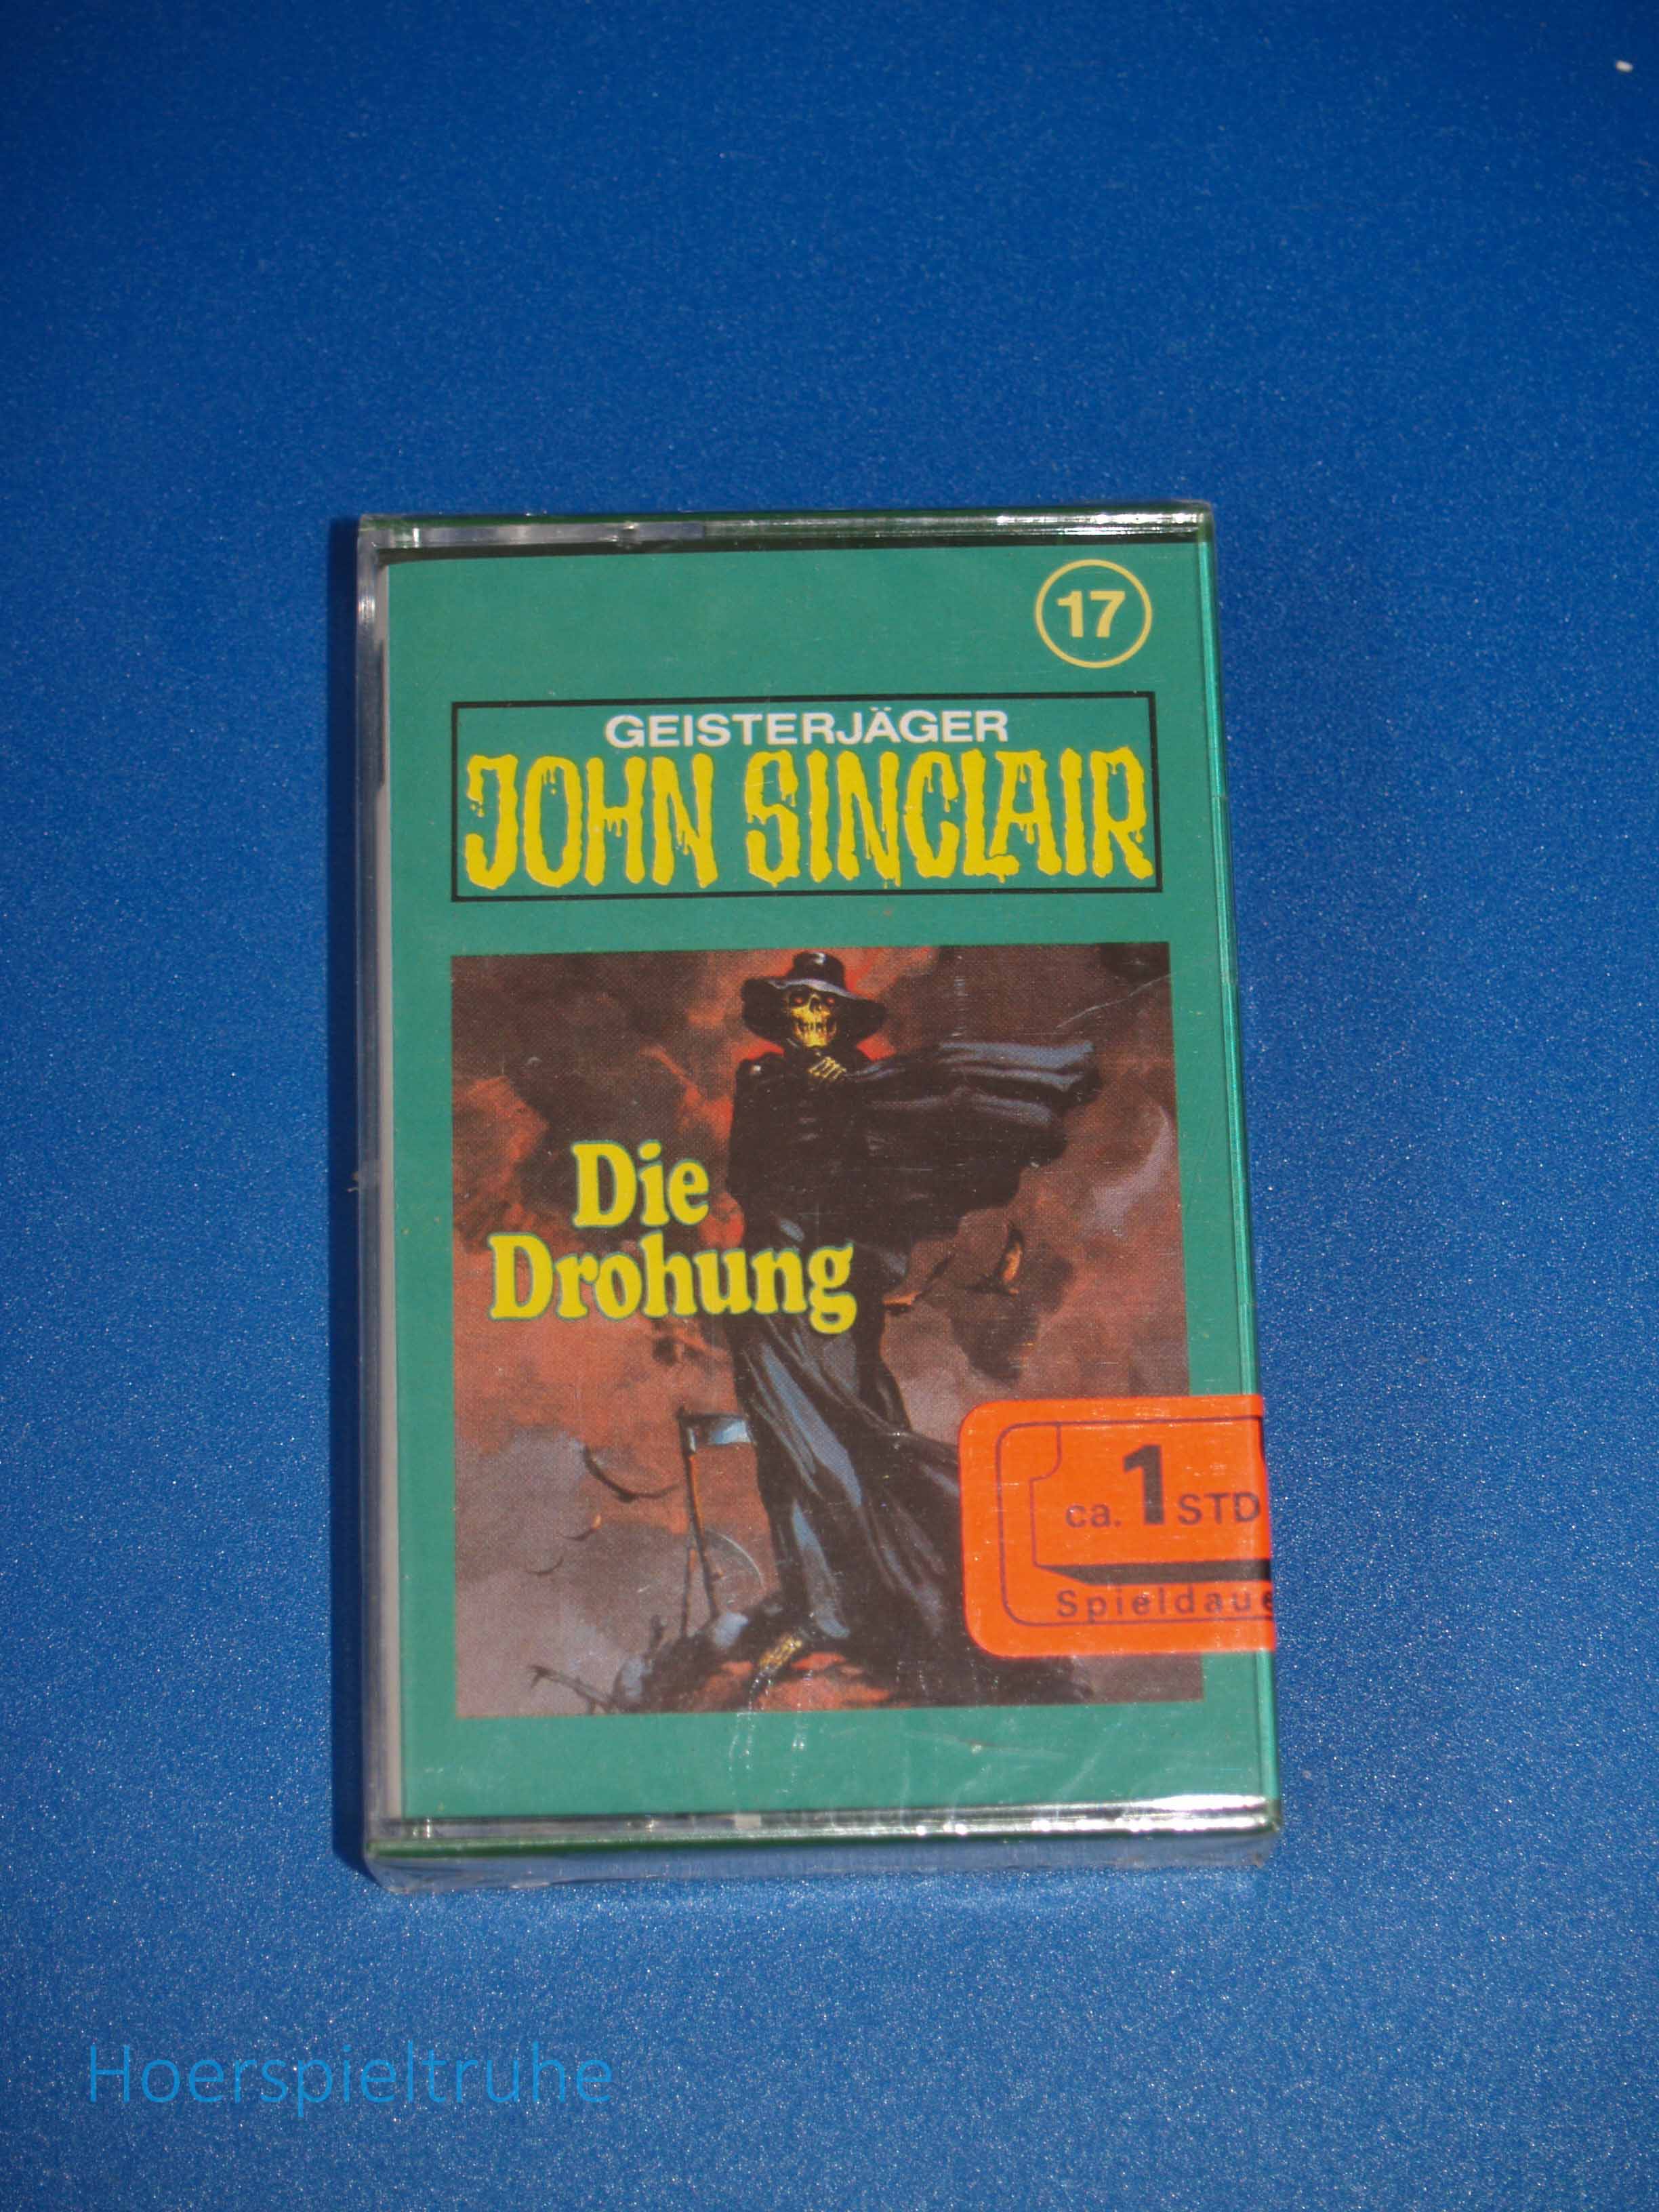 17
GEISTERJÄGER
JOHN SINCLAIR
Die
Drohung
ca. 1 STD
Spieldaue
Hoerspieltruhe